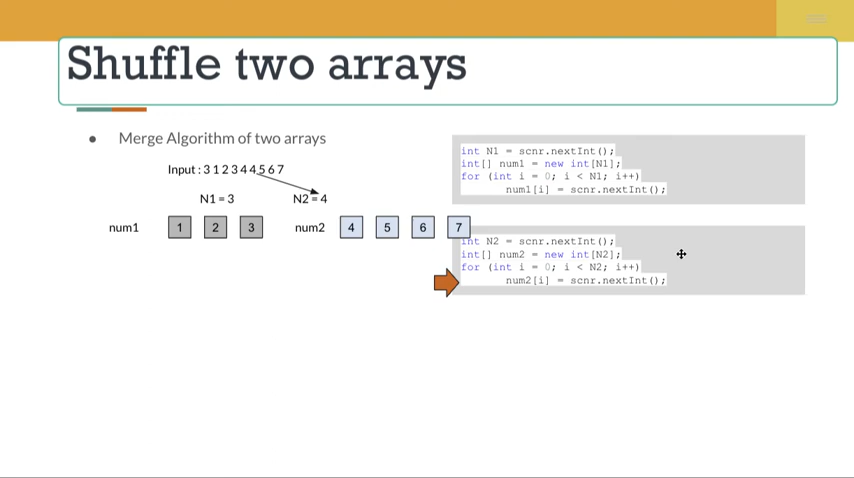 Shuffle two arrays
● Merge Algorithm of two arrays
Input : 3 1 2 3 4 4 5 6 7
N1 = 3 N2 = 4
num1 1 2 3 num2 4 5 6 7
int N1 = scnr.nextInt();
int[] num1 = new int[N1];
for (int i = 0; i < N1; i++)
num1[i] = scnr.nextInt();
int N2 = scnr.nextInt();
int[] num2 = new int[N2];
for (int i = 0; i < N2; i++)
num2[i] = scnr.nextInt();